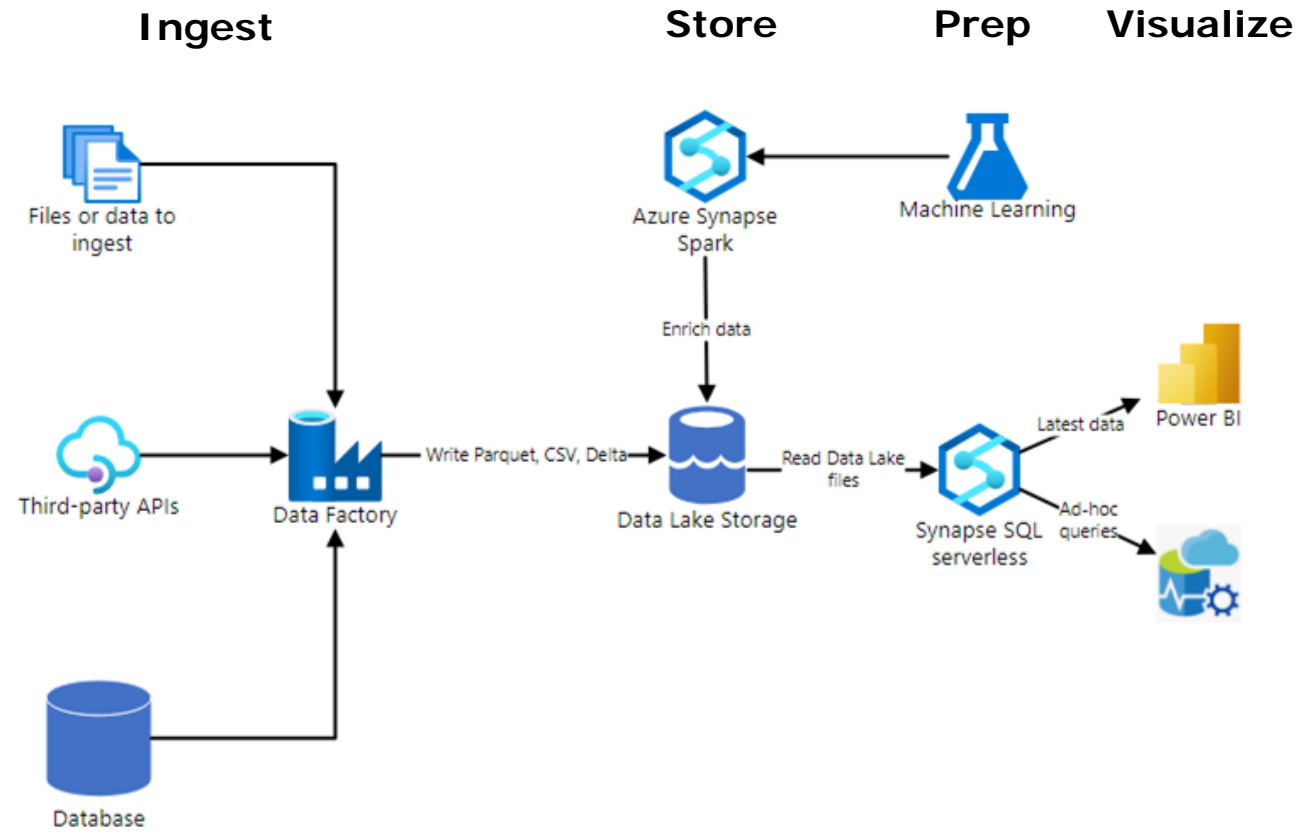 Ingest
Store
Prep
Visualize
Files or data to
ingest
Azure Synapse
Spark
Machine Learning
Enrich data
Third-party APIs
Data Factory
Write Parquet, CSV, Delta
Data Lake Storage
Read Data Lake
files
Synapse SQL
serverless
Latest data
Power BI
Ad-hoc
queries
Database